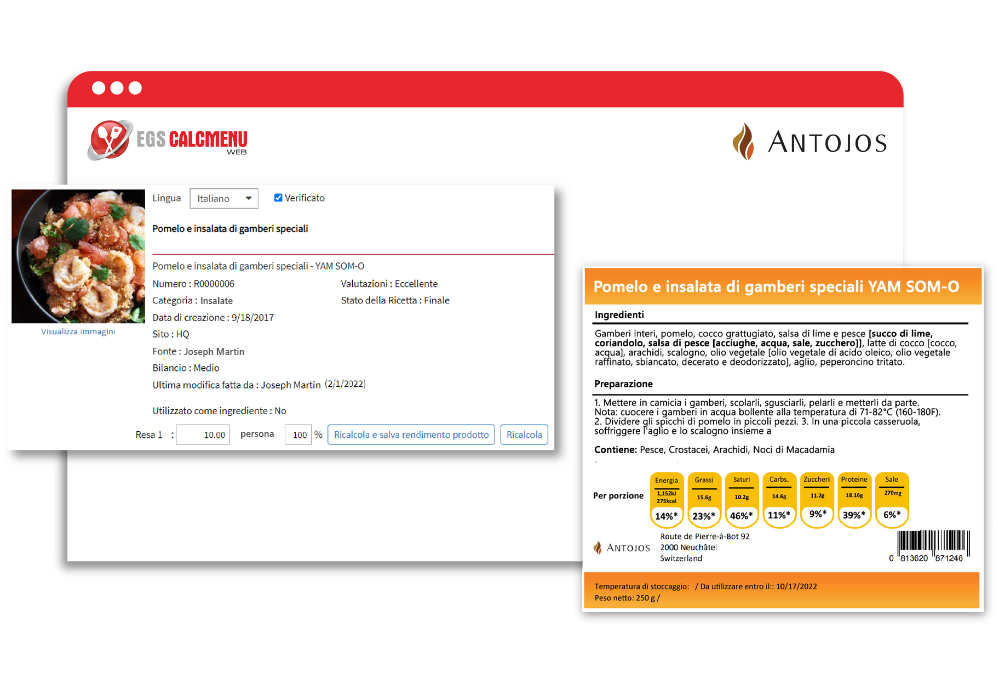 EGS CALCMENU
WEB
ANTOJOS
Lingua Italiano Verificato
Pomelo e insalata di gamberi speciali
Pomelo e insalata di gamberi speciali - YAM SOM-O
Numero : R0000006 Valutazioni : Eccellente
Categoria : Insalate Stato della Ricetta : Finale
Data di creazione : 9/18/2017
Sito : HQ
Fonte : Joseph Martin
Bilancio : Medio
Ultima modifica fatta da : Joseph Martin (2/1/2022)
Utilizzato come ingrediente : No
Visualizza immagini
Resa 1 : 10.00 persona 100 % Ricalcola e salva rendimento prodotto Ricalcola
Pomelo e insalata di gamberi speciali YAM SOM-O
Ingredienti
Gamberi interi, pomelo, cocco grattugiato, salsa di lime e pesce [succo di lime,
coriandolo, salsa di pesce [acciughe, acqua, sale, zucchero]], latte di cocco [cocco,
acqua], arachidi, scalogno, olio vegetale [olio vegetale di acido oleico, olio vegetale
raffinato, sbiancato, decerato e deodorizzato], aglio, peperoncino tritato.
Preparazione
1. Mettere in camicia i gamberi, scolarli, sgusciarli, pelarli e metterli da parte.
Nota: cuocere i gamberi in acqua bollente alla temperatura di 71-82°C (160-180F).
2. Dividere gli spicchi di pomelo in piccoli pezzi. 3. In una piccola casseruola,
soffriggere l'aglio e lo scalogno insieme a
Contiene: Pesce, Crostacei, Arachidi, Noci di Macadamia
Energia Grassi Saturi Carbs. Zuccheri Proteine Sale
Per porzione 1,152kJ 275kcal 15.6g 10.2g 14.6g 11.2g 18.16g 270mg
14%* 23%* 46%* 11%* 9%* 39%* 6%*
ANTOJOS
Route de Pierre-à-Bot 92
2000 Neuchâtel
Switzerland
0 813620 871246
Temperatura di stoccaggio: / Da utilizzare entro il:: 10/17/2022
Peso netto: 250 g /